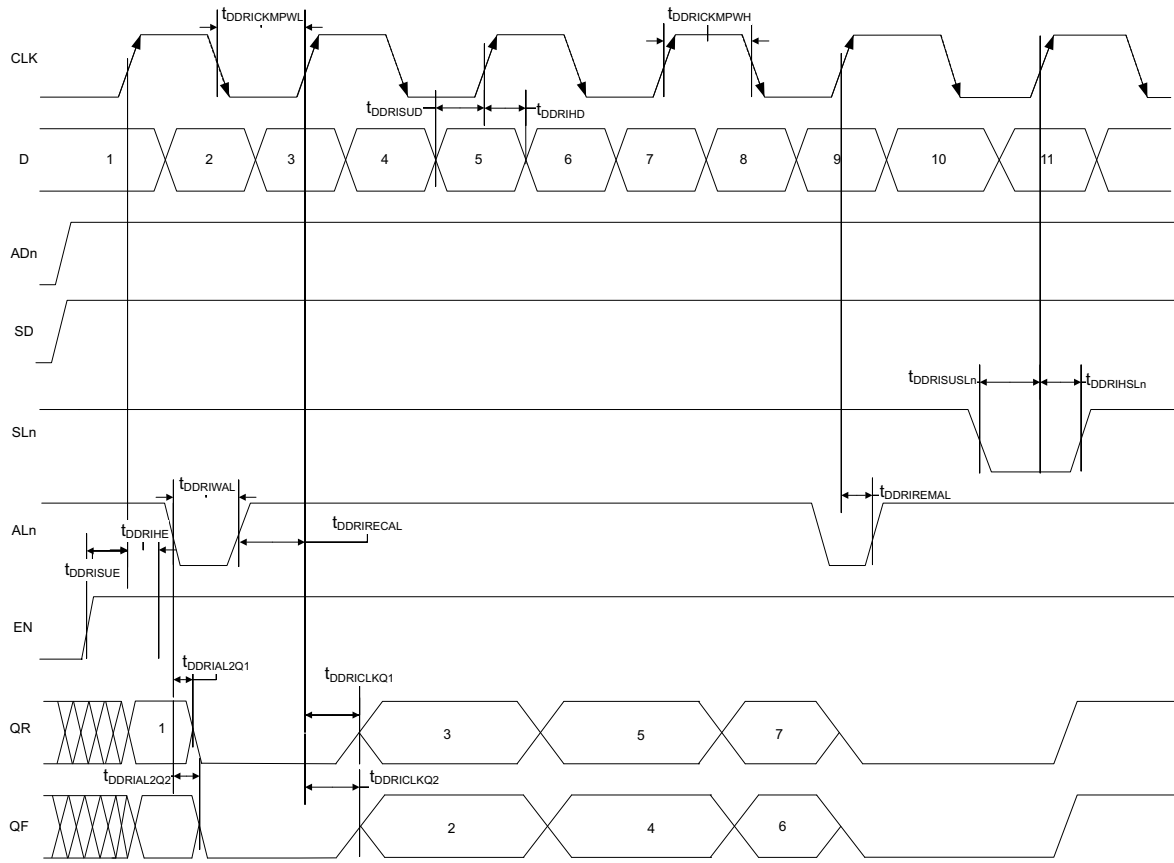 tDDRICKMPWL
tDDRICKMPWH
CLK
tDDRISUD
tDDRIHD
D
1 2 3 4 5 6 7 8 9 10 11
ADn
SD
tDDRISUSLn
tDDRIHSLn
SLn
tDDRIWAL
tDDRIREMAL
ALn
tDDRIHE
tDDRIRECAL
tDDRISUE
EN
tDDRIAL2Q1
tDDRICLKQ1
QR
1 3 5 7
tDDRIAL2Q2
tDDRICLKQ2
QF
2 4 6